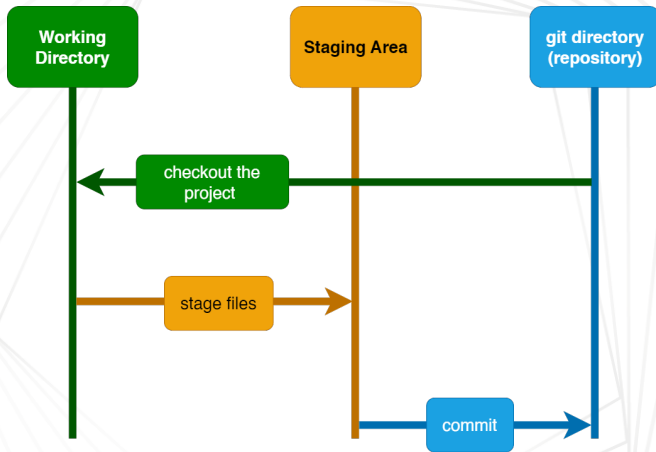 Working
Directory
Staging Area
git directory
(repository)
checkout the
project
stage files
commit